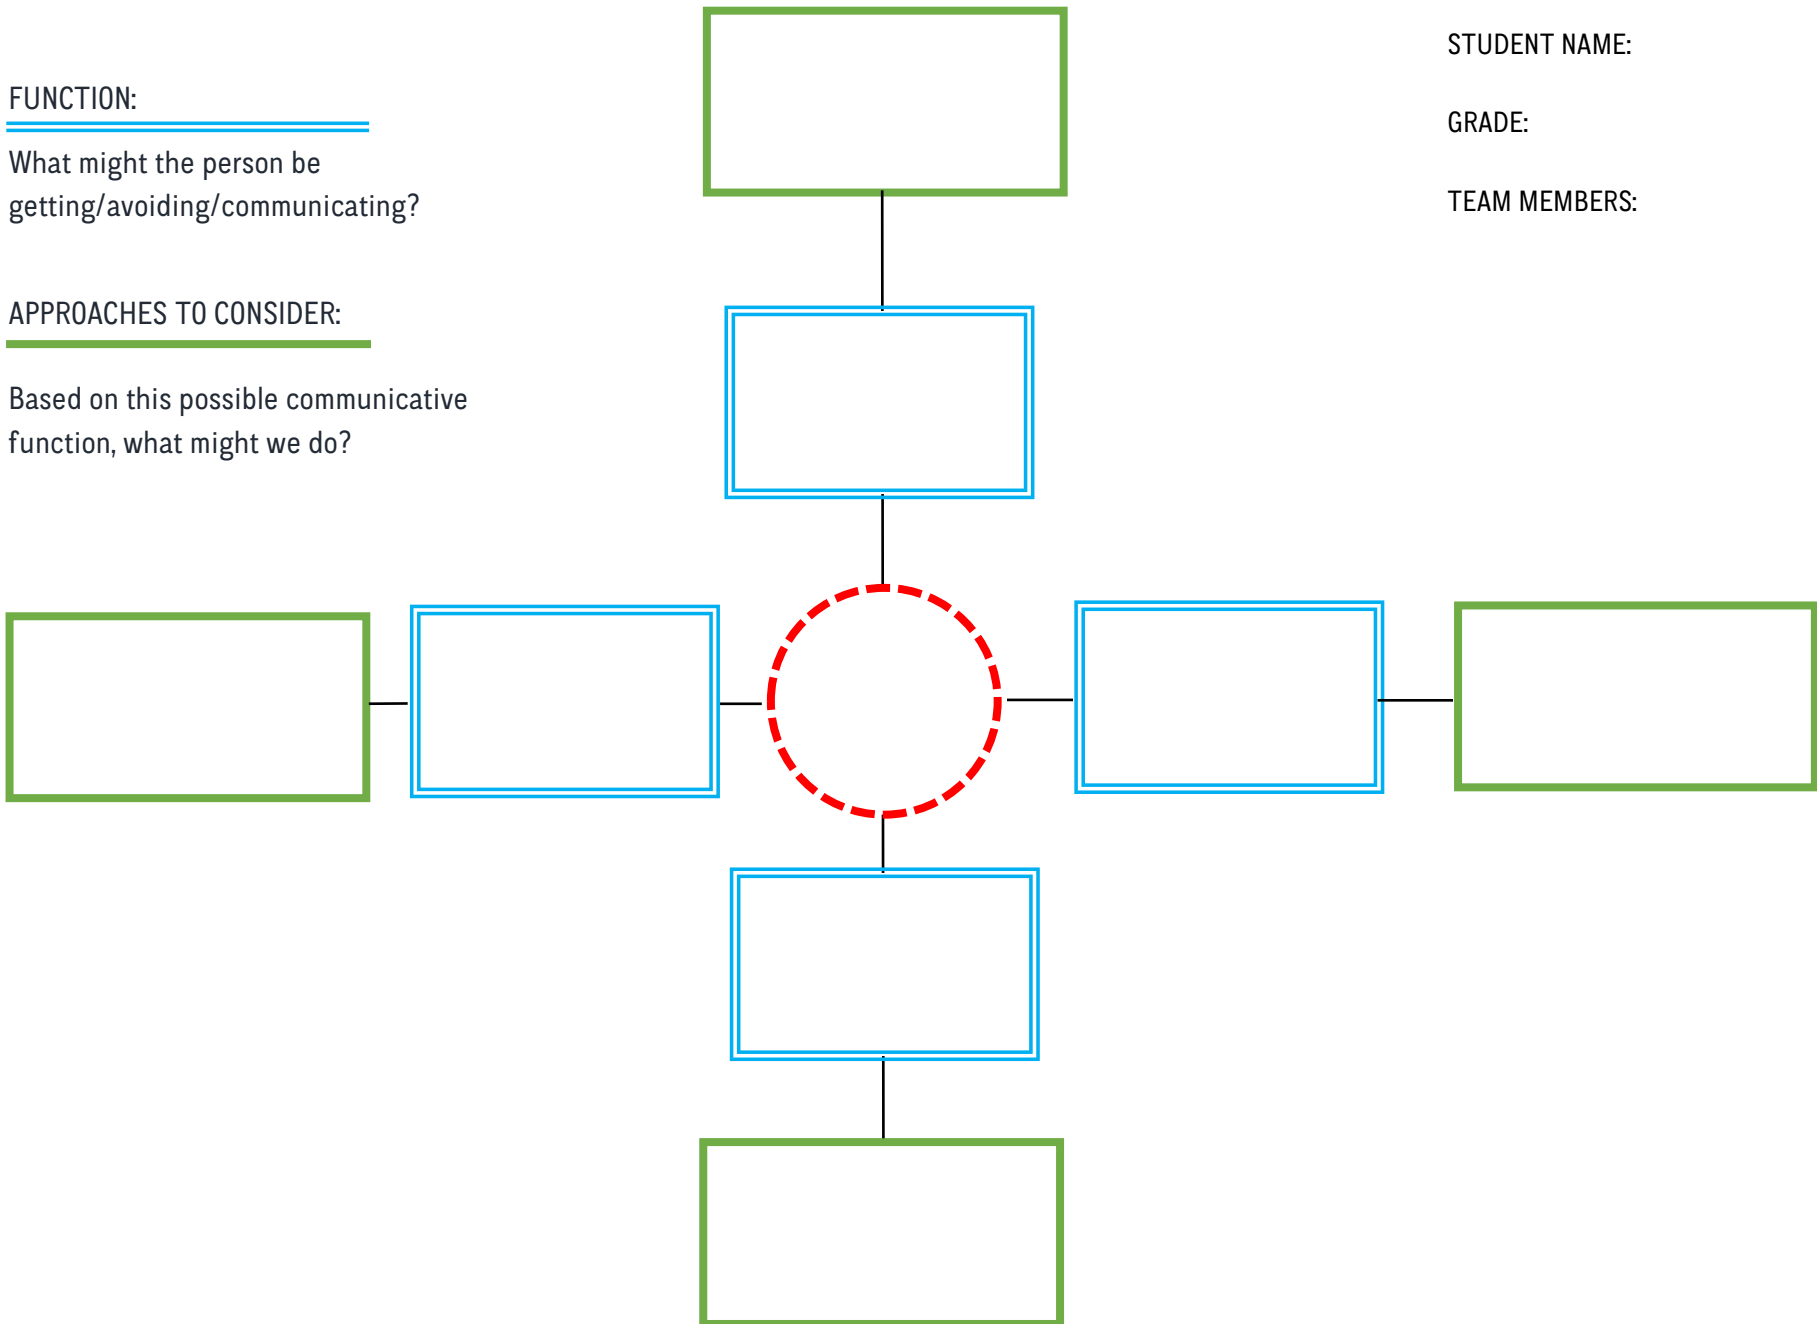 FUNCTION:
What might the person be
getting/avoiding/communicating?
APPROACHES TO CONSIDER:
Based on this possible communicative
function, what might we do?
STUDENT NAME:
GRADE:
TEAM MEMBERS: